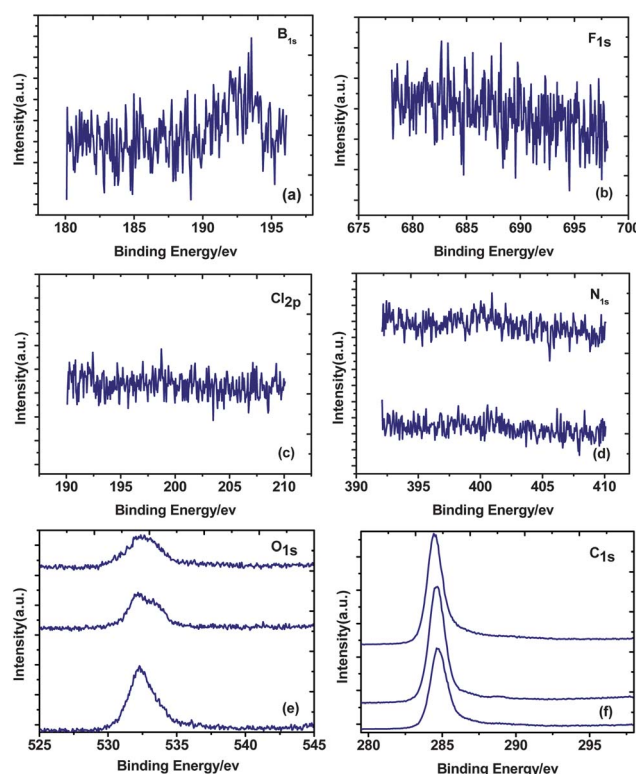 B1s
Intensity(a.u.)
(a)
180 185 190 195
Binding Energy/ev
F1s
Intensity(a.u.)
(b)
675 680 685 690 695 700
Binding Energy/ev
Cl2p
Intensity(a.u.)
(c)
190 195 200 205 210
Binding Energy/ev
N1s
Intensity(a.u.)
(d)
390 395 400 405 410
Binding Energy/ev
O1s
Intensity(a.u.)
(e)
525 530 535 540 545
Binding Energy/ev
C1s
Intensity(a.u.)
(f)
280 285 290 295
Binding Energy/ev